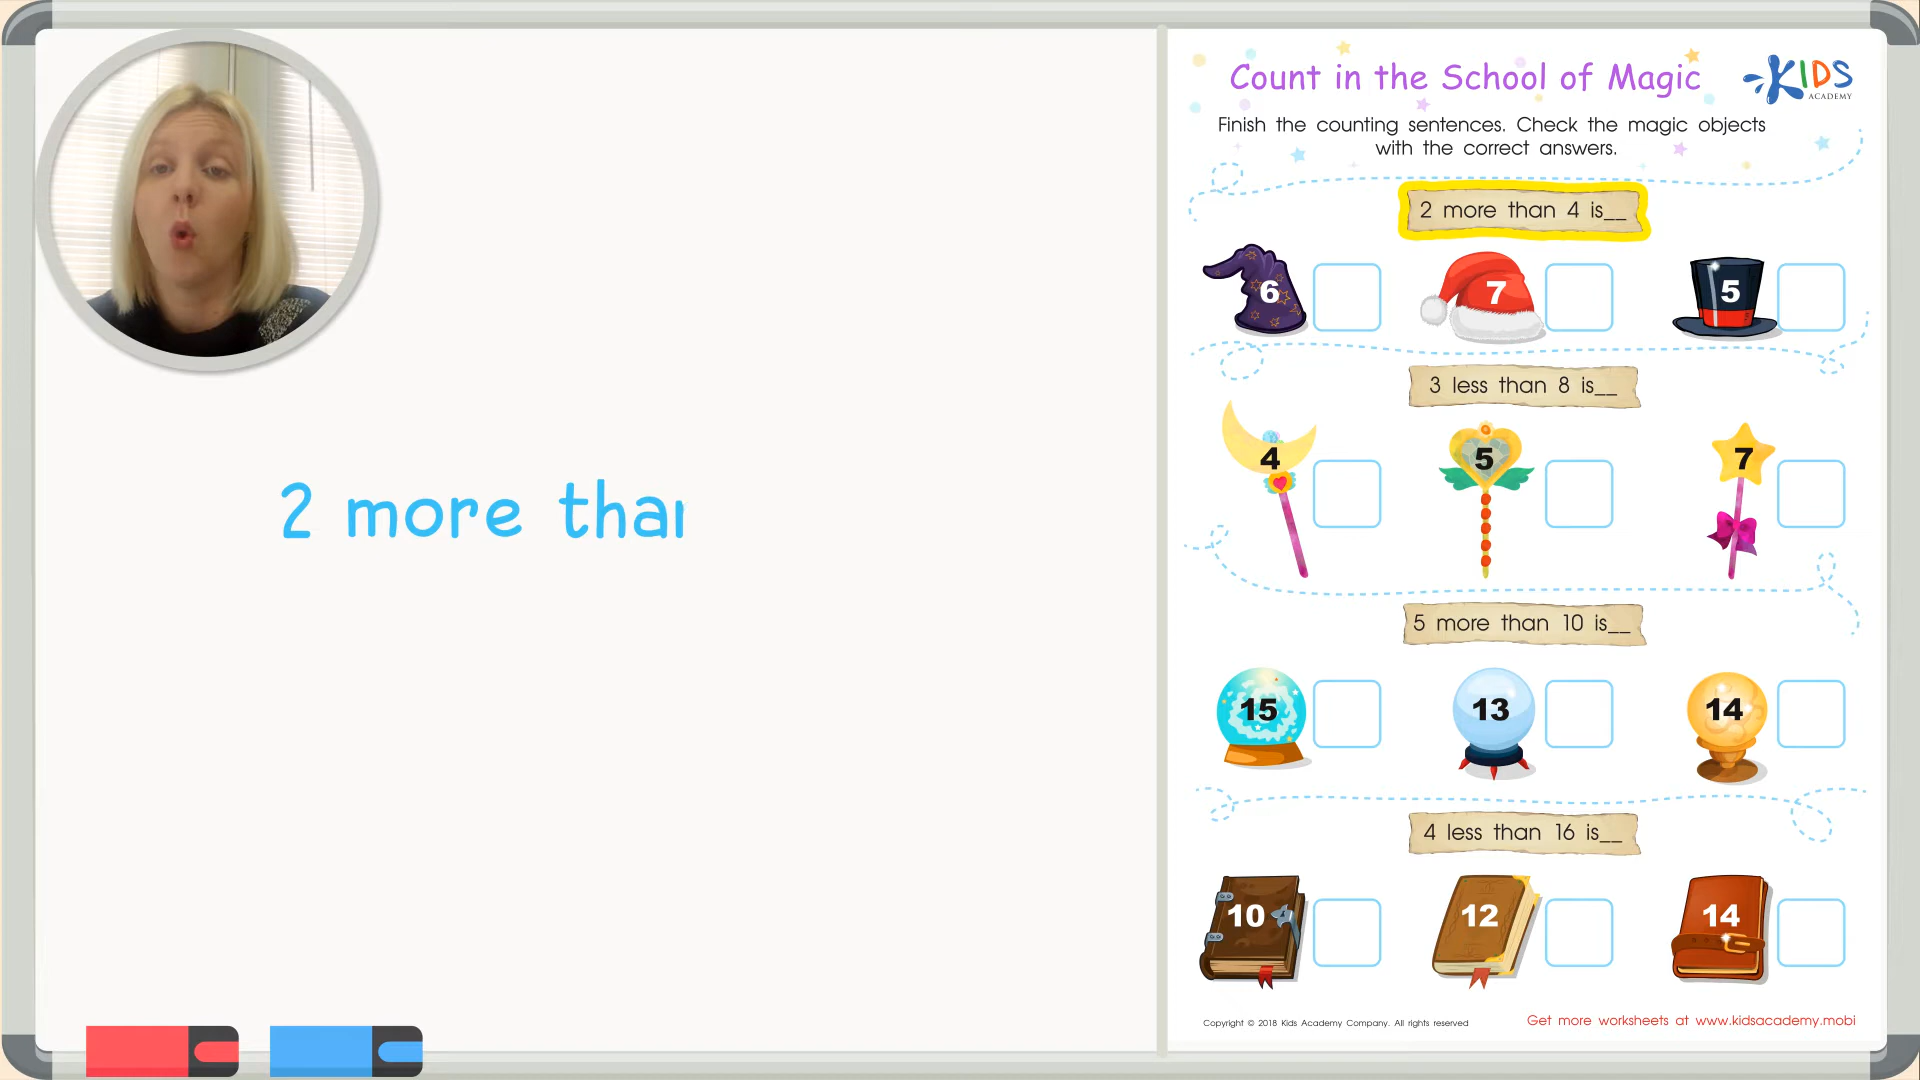 2 more than
Count in the School of Magic
KIDS
ACADEMY
Finish the counting sentences. Check the magic objects
with the correct answers.
2 more than 4 is__
6 7 5
3 less than 8 is__
4 5 7
5 more than 10 is__
15 13 14
4 less than 16 is__
10 12 14
Copyright © 2018 Kids Academy Company. All rights reserved
Get more worksheets at www.kidsacademy.mobi